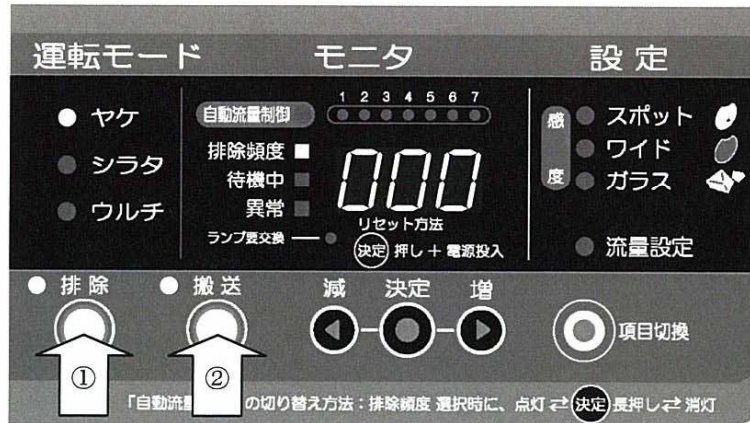 運転モード モニタ 設定
1 2 3 4 5 6 7
ヤケ 自動流量制御 感 スポット
排除頻度 ワイド
シラタ 待機中 000 度 ガラス
ウルチ 異常
リセット方法
ランプ要交換 決定 押し + 電源投入 流量設定
排除 搬送 減 決定 増
項目切換
① ②
「自動流 の切り替え方法:排除頻度 選択時に、点灯⇄決定長押し⇄消灯